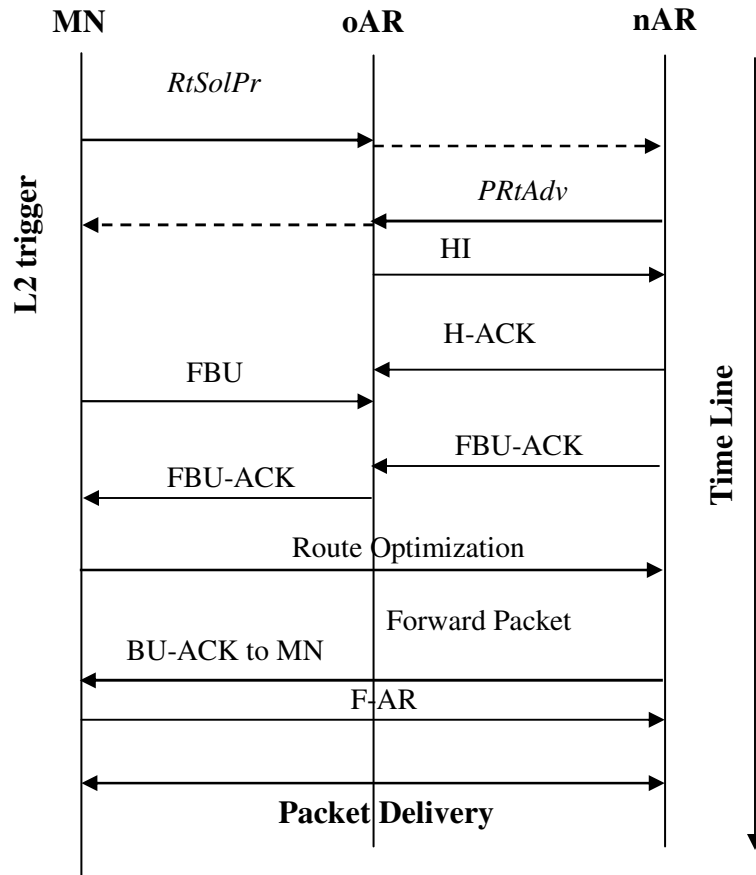 MN oAR nAR
RtSolPr
PRtAdv
L2 trigger
HI
H-ACK
FBU
Time Line
FBU-ACK
FBU-ACK
Route Optimization
Forward Packet
BU-ACK to MN
F-AR
Packet Delivery